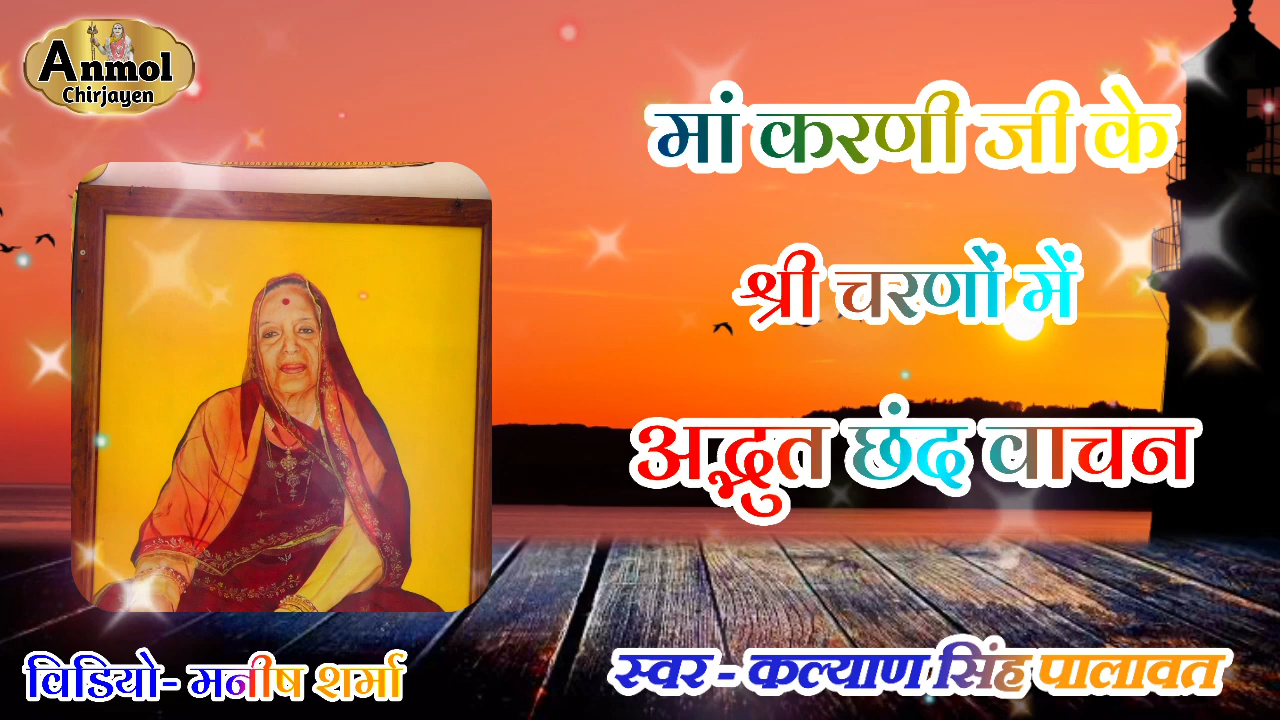 Anmol
Chirjayen
मां करणी जी के
श्री चरणों में
अद्भुत छंद वाचन
विडियो- मनीष शर्मा
स्वर - कल्याण सिंह पालावत